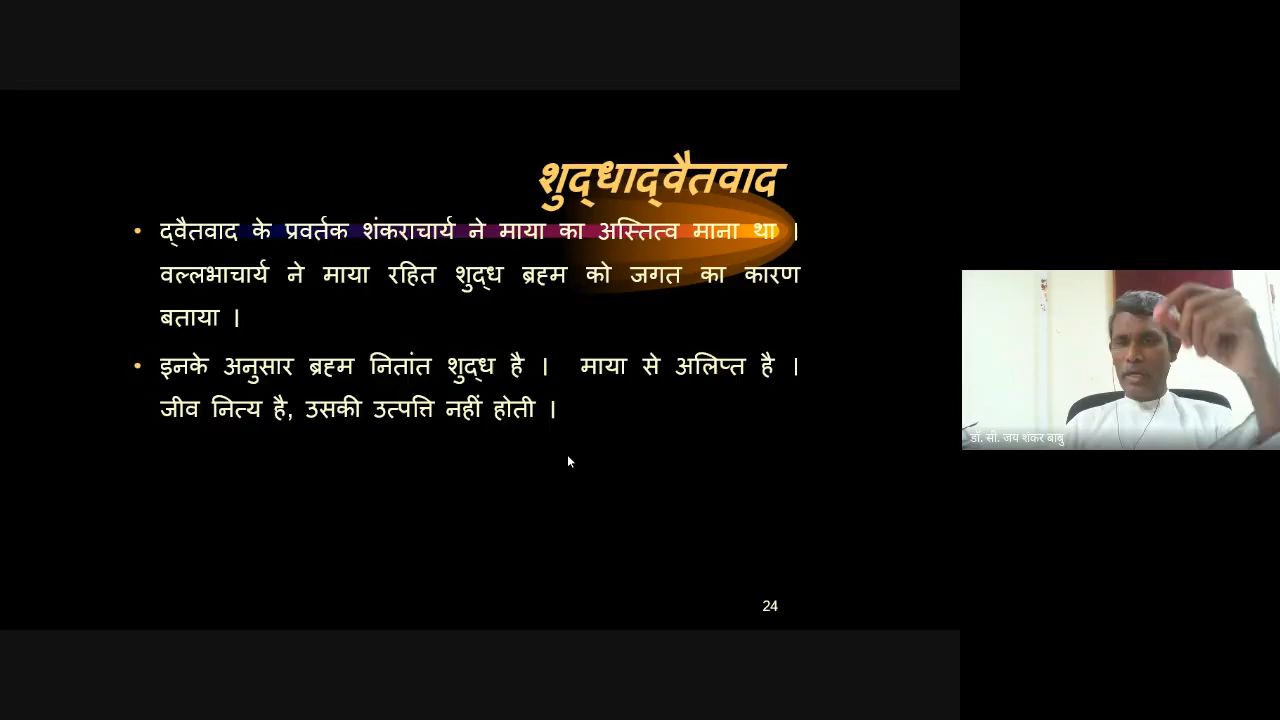 शुद्धाद्वैतवाद
• द्वैतवाद के प्रवर्तक शंकराचार्य ने माया का अस्तित्व माना था ।
वल्लभाचार्य ने माया रहित शुद्ध ब्रह्म को जगत का कारण
बताया ।
• इनके अनुसार ब्रह्म नितांत शुद्ध है । माया से अलिप्त है ।
जीव नित्य है, उसकी उत्पत्ति नहीं होती ।
24
डॉ. सी. जय शंकर बाबु